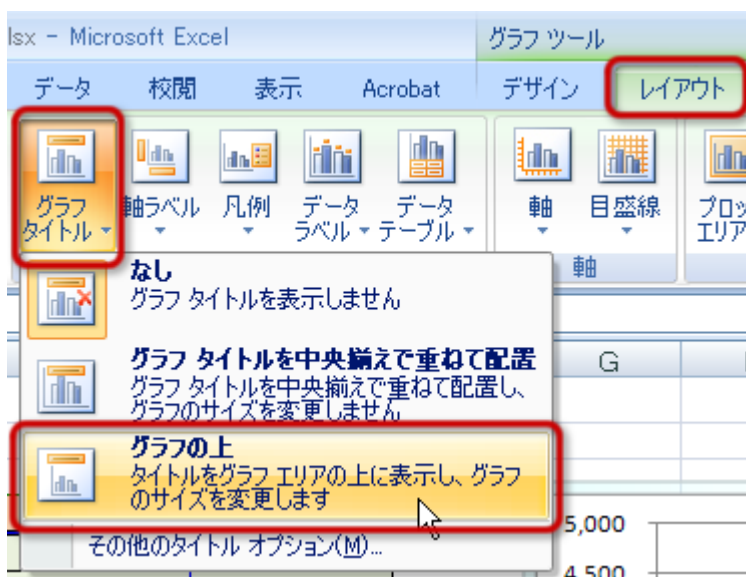 lsx - Microsoft Excel
グラフ ツール
データ 校閲 表示 Acrobat デザイン レイアウト
グラフ
タイトル
軸ラベル
凡例
データ
ラベル
データ
テーブル
軸
目盛線
プロッ
エリア
軸
なし
グラフ タイトルを表示しません
グラフ タイトルを中央揃えで重ねて配置
グラフ タイトルを中央揃えで重ねて配置し、
グラフのサイズを変更しません
G
グラフの上
タイトルをグラフ エリアの上に表示し、グラフ
のサイズを変更します
その他のタイトル オプション(M)...
5,000
4,500